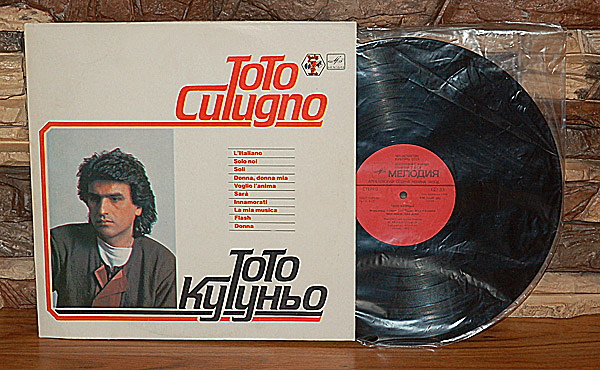 ToTo
Cutugno
L'Italiano
Solo noi
Soli
Donna, donna mia
Voglio l'anima
Sarà
Innamorati
La mia musica
Flash
Donna
ТоТо
Кутуньо
МЕЛОДИЯ